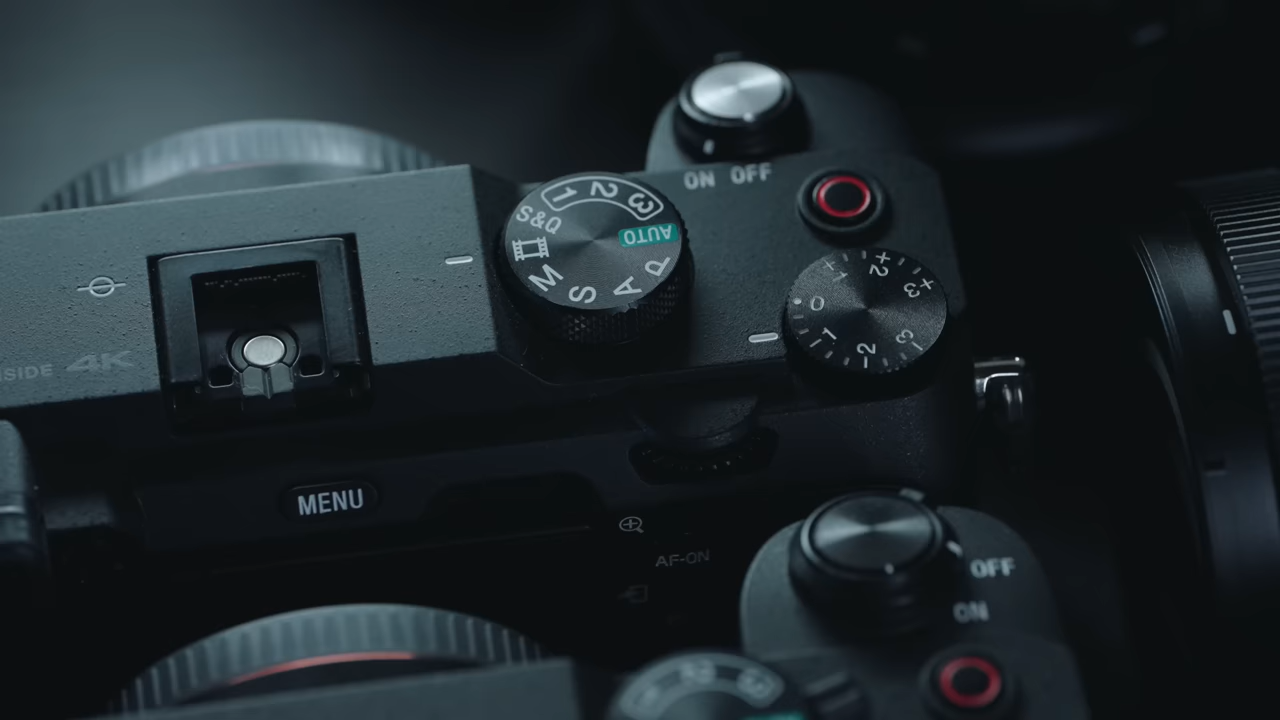 ON OFF
1 2 3
S&Q
AUTO
M
S
A
P
+1 +2 +3
0
-1 -2 -3
SIDE 4K
MENU
AF-ON
OFF
ON